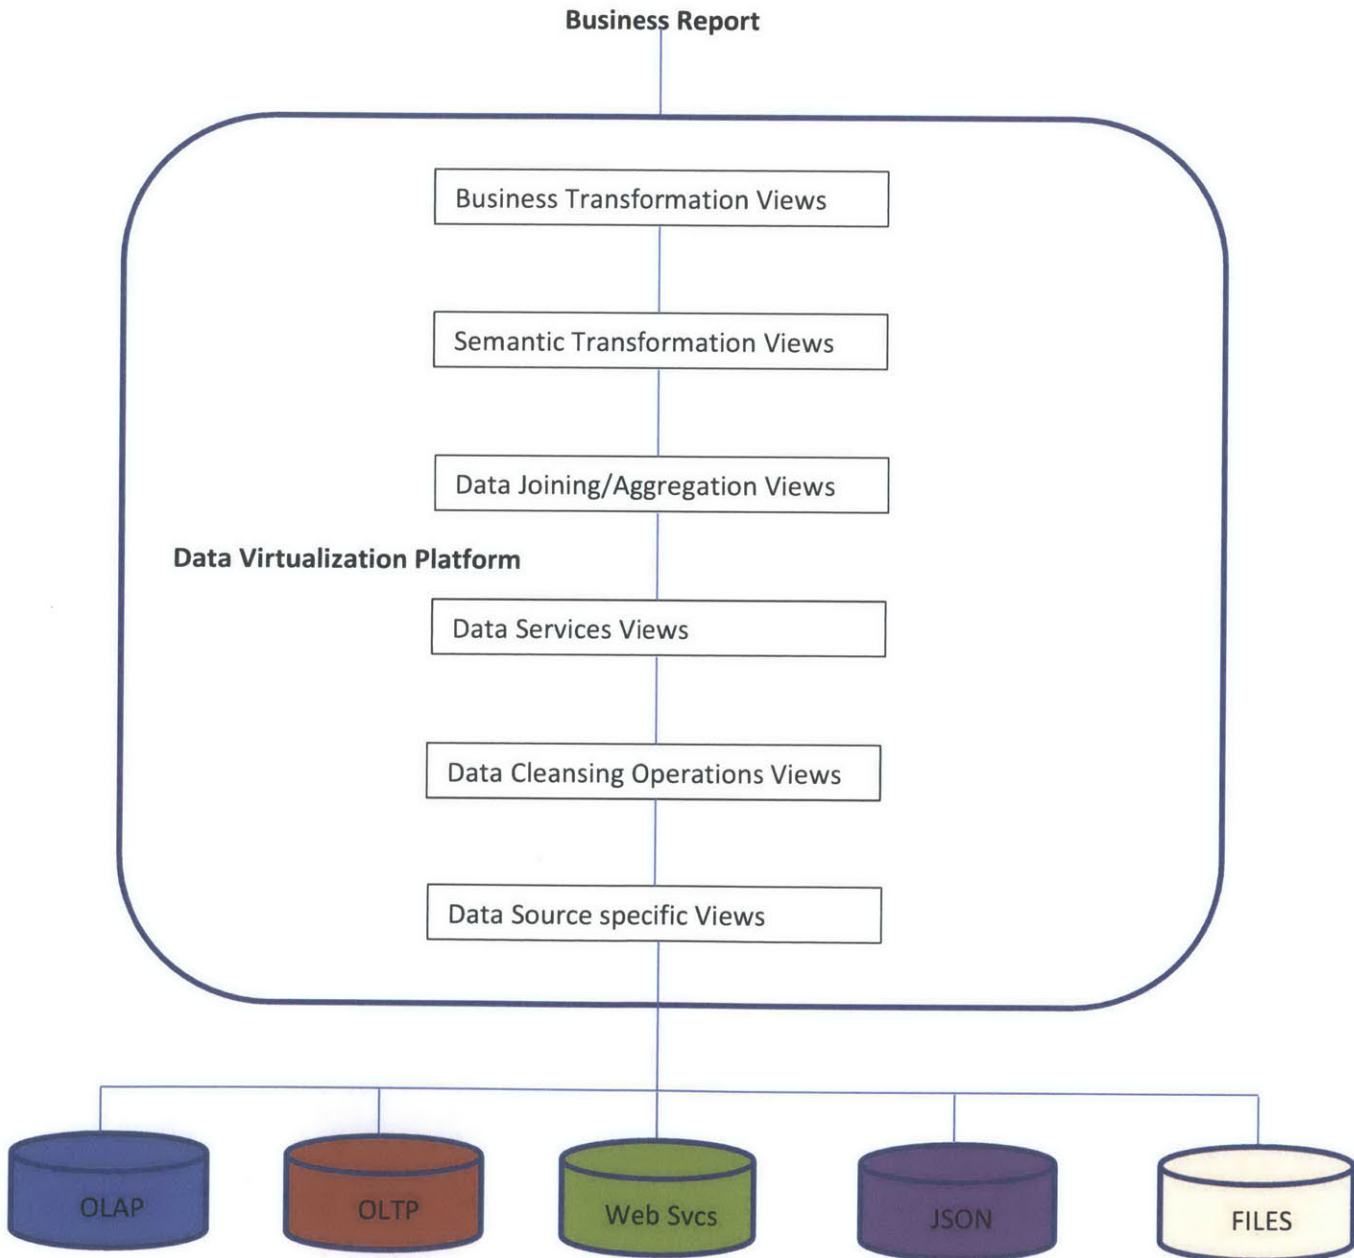 Business Report
Business Transformation Views
Semantic Transformation Views
Data Joining/Aggregation Views
Data Virtualization Platform
Data Services Views
Data Cleansing Operations Views
Data Source specific Views
OLAP
OLTP
Web Svcs
JSON
FILES